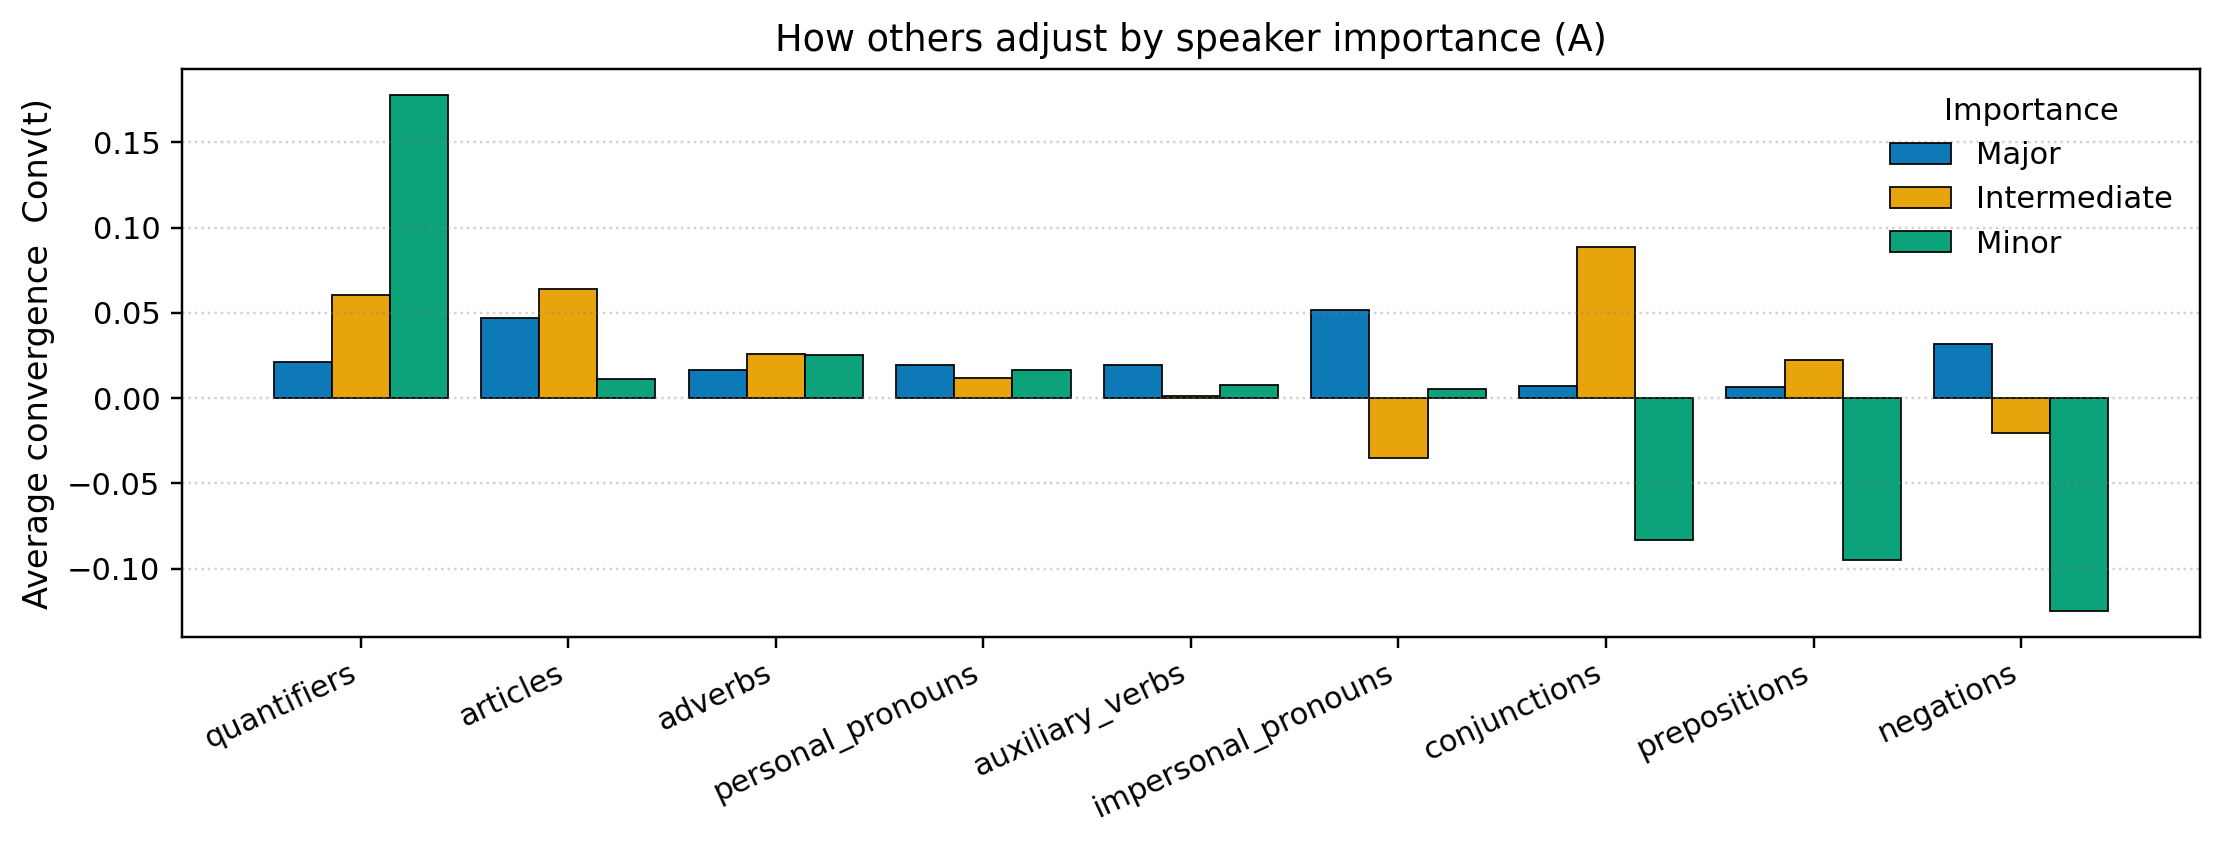 How others adjust by speaker importance (A)
Average convergence  Conv(t)
0.15
0.10
0.05
0.00
−0.05
−0.10
Importance
Major
Intermediate
Minor
quantifiers
articles
adverbs
personal_pronouns
auxiliary_verbs
impersonal_pronouns
conjunctions
prepositions
negations